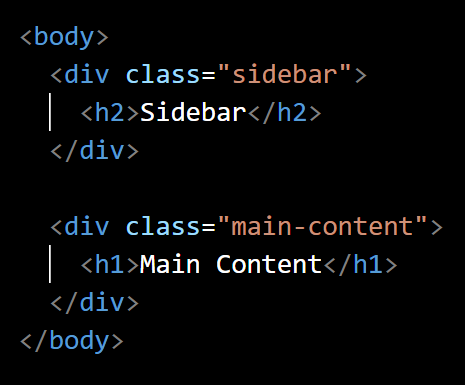 <body>
  <div class="sidebar">
    <h2>Sidebar</h2>
  </div>

  <div class="main-content">
    <h1>Main Content</h1>
  </div>
</body>